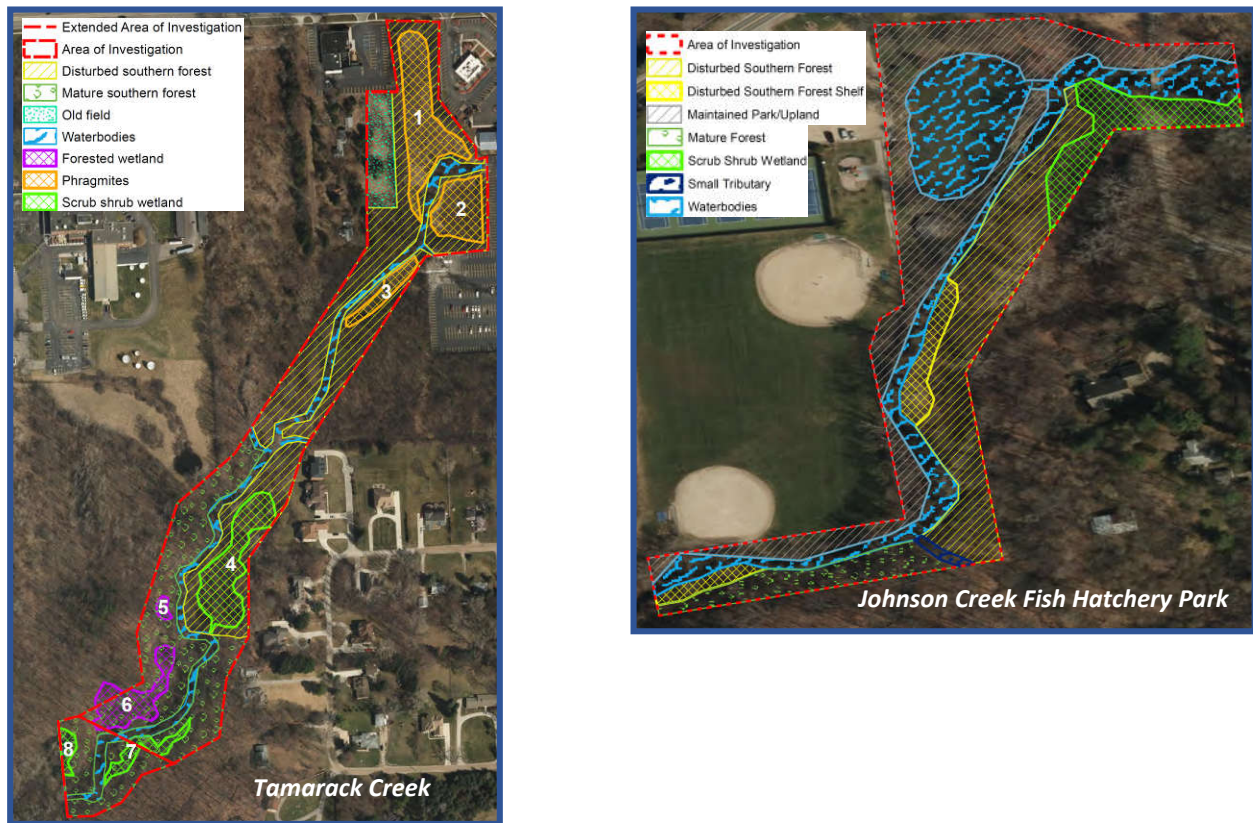 Extended Area of Investigation
Area of Investigation
Disturbed southern forest
Mature southern forest
Old field
Waterbodies
Forested wetland
Phragmites
Scrub shrub wetland
1
2
3
4
5
6
7
8
Tamarack Creek
Area of Investigation
Disturbed Southern Forest
Disturbed Southern Forest Shelf
Maintained Park/Upland
Mature Forest
Scrub Shrub Wetland
Small Tributary
Waterbodies
Johnson Creek Fish Hatchery Park